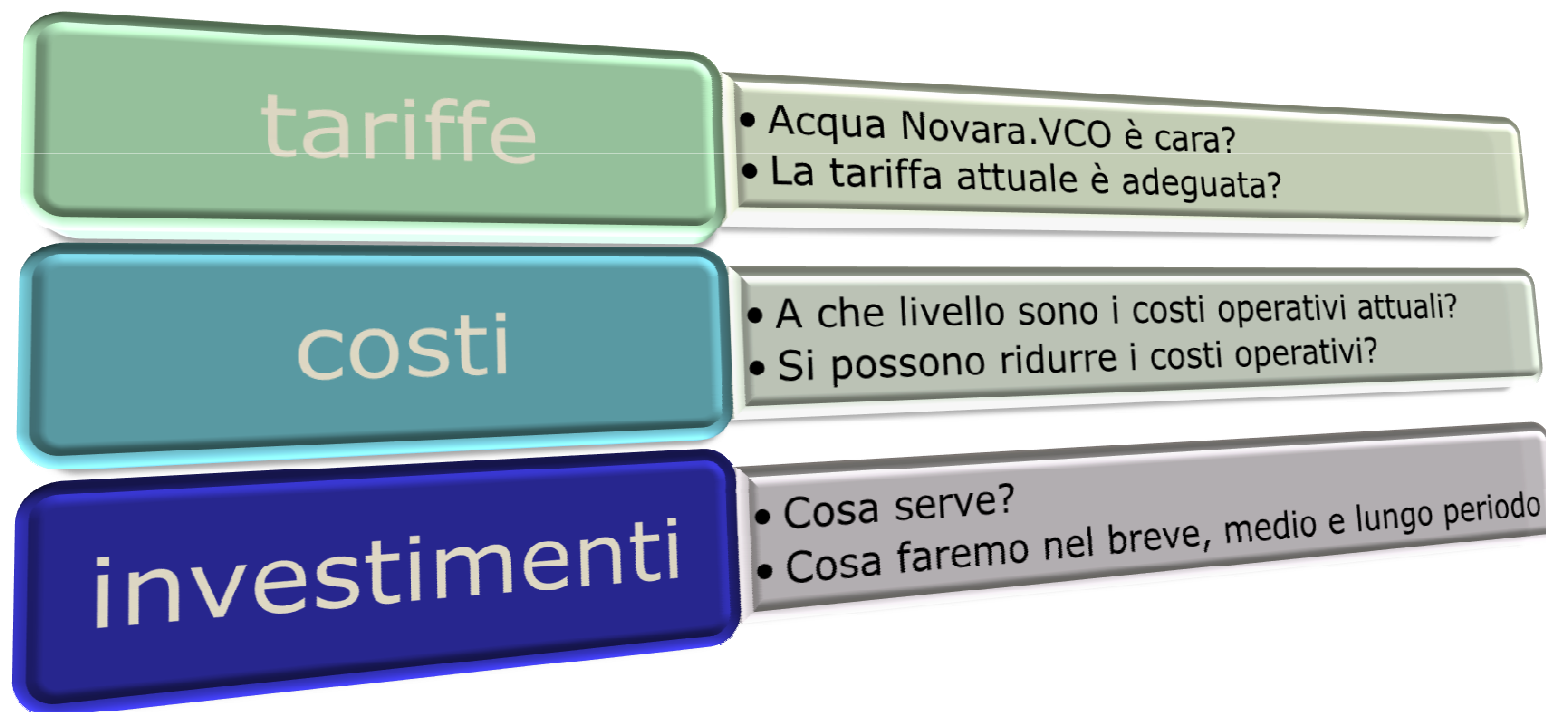 tariffe
• Acqua Novara.VCO è cara?
• La tariffa attuale è adeguata?
costi
• A che livello sono i costi operativi attuali?
• Si possono ridurre i costi operativi?
investimenti
• Cosa serve?
• Cosa faremo nel breve, medio e lungo periodo